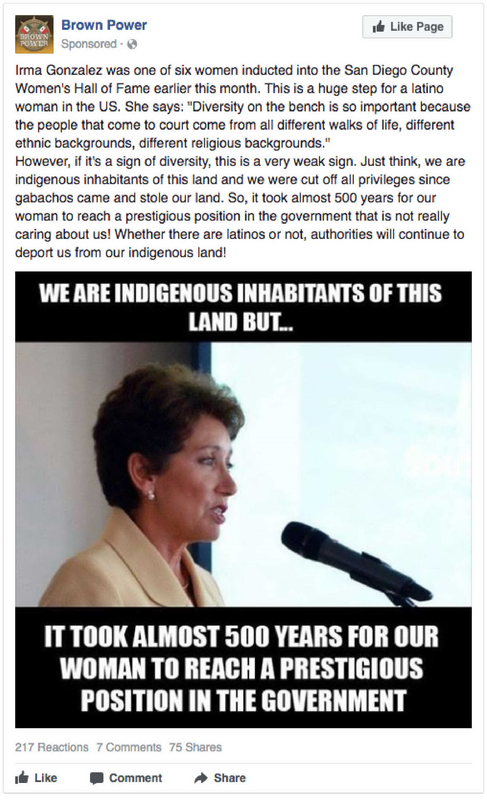 BROWN
POWER
Brown Power
Sponsored ·
Like Page
Irma Gonzalez was one of six women inducted into the San Diego County
Women's Hall of Fame earlier this month. This is a huge step for a latino
woman in the US. She says: "Diversity on the bench is so important because
the people that come to court come from all different walks of life, different
ethnic backgrounds, different religious backgrounds."
However, if it's a sign of diversity, this is a very weak sign. Just think, we are
indigenous inhabitants of this land and we were cut off all privileges since
gabachos came and stole our land. So, it took almost 500 years for our
woman to reach a prestigious position in the government that is not really
caring about us! Whether there are latinos or not, authorities will continue to
deport us from our indigenous land!
WE ARE INDIGENOUS INHABITANTS OF THIS
LAND BUT...
IT TOOK ALMOST 500 YEARS FOR OUR
WOMAN TO REACH A PRESTIGIOUS
POSITION IN THE GOVERNMENT
217 Reactions 7 Comments 75 Shares
Like Comment Share